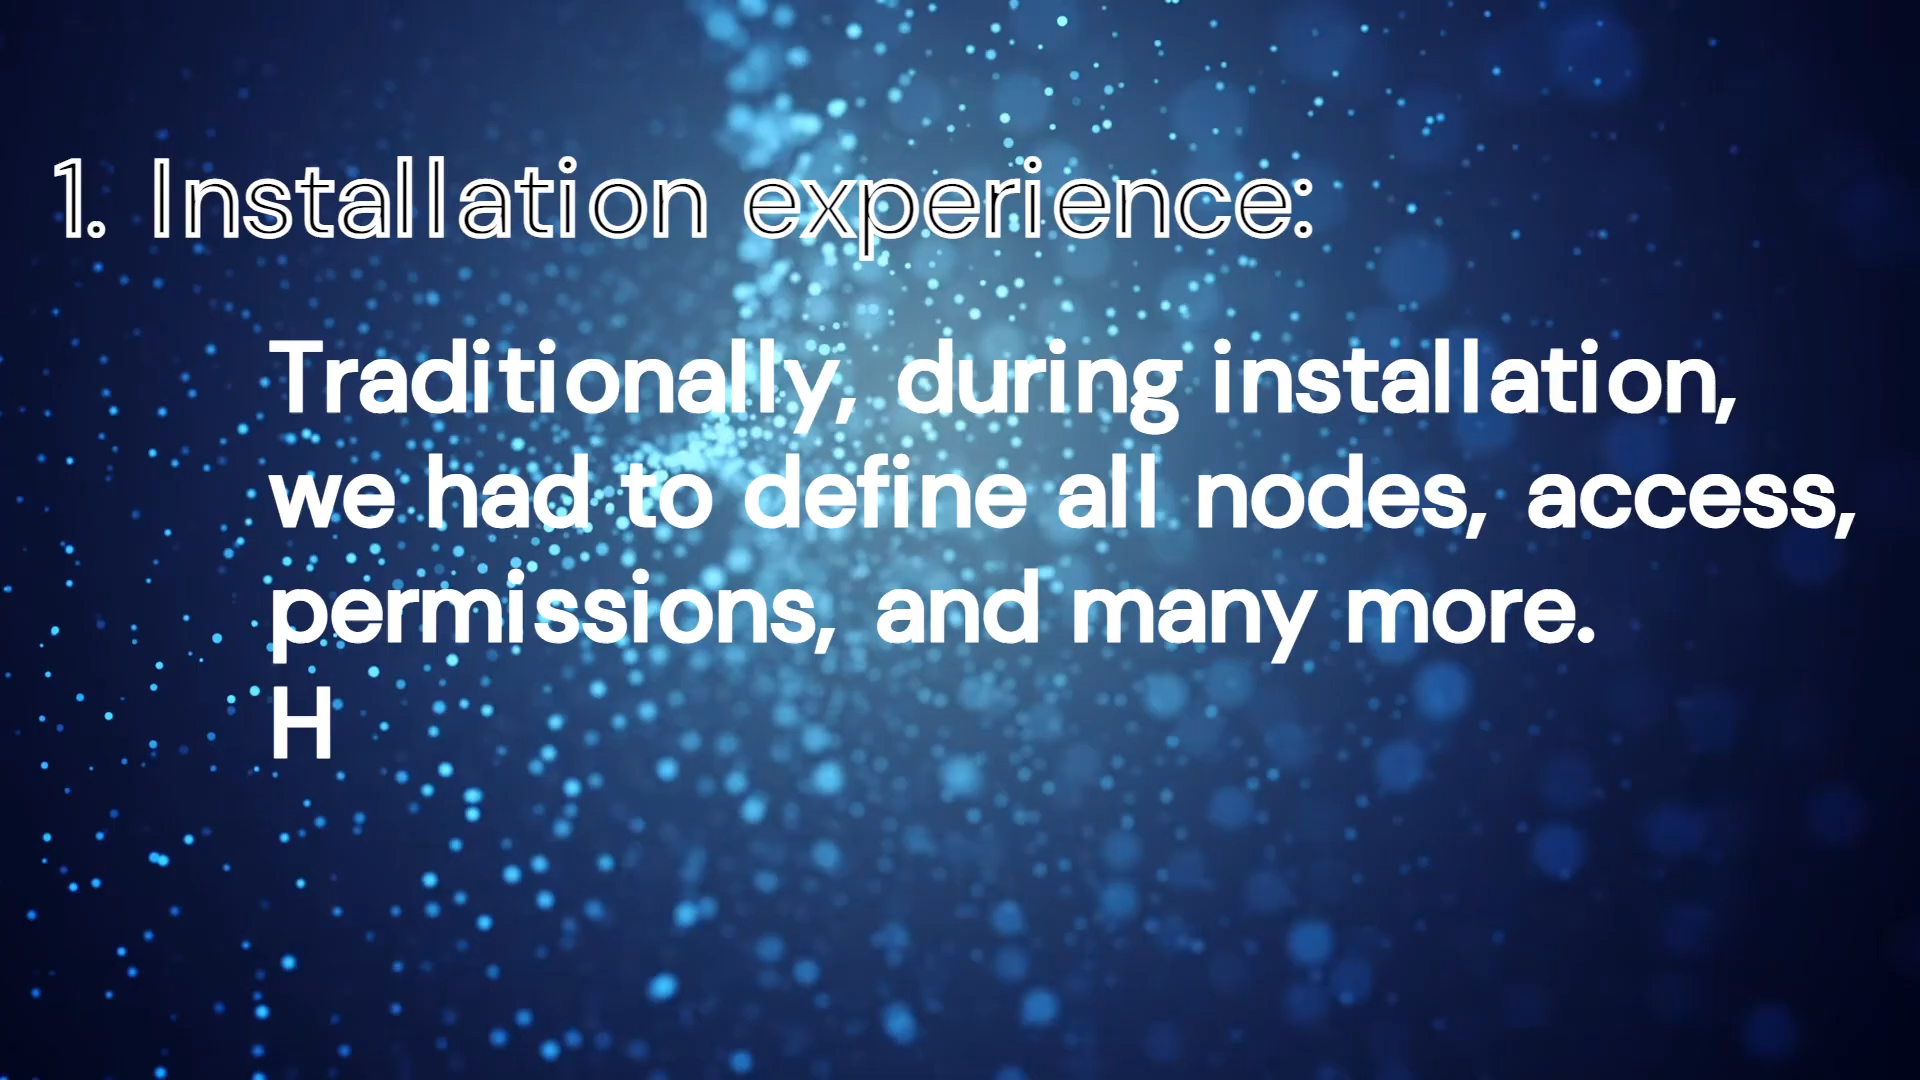 1. Installation experience:
Traditionally, during installation,
we had to define all nodes, access,
permissions, and many more.
H